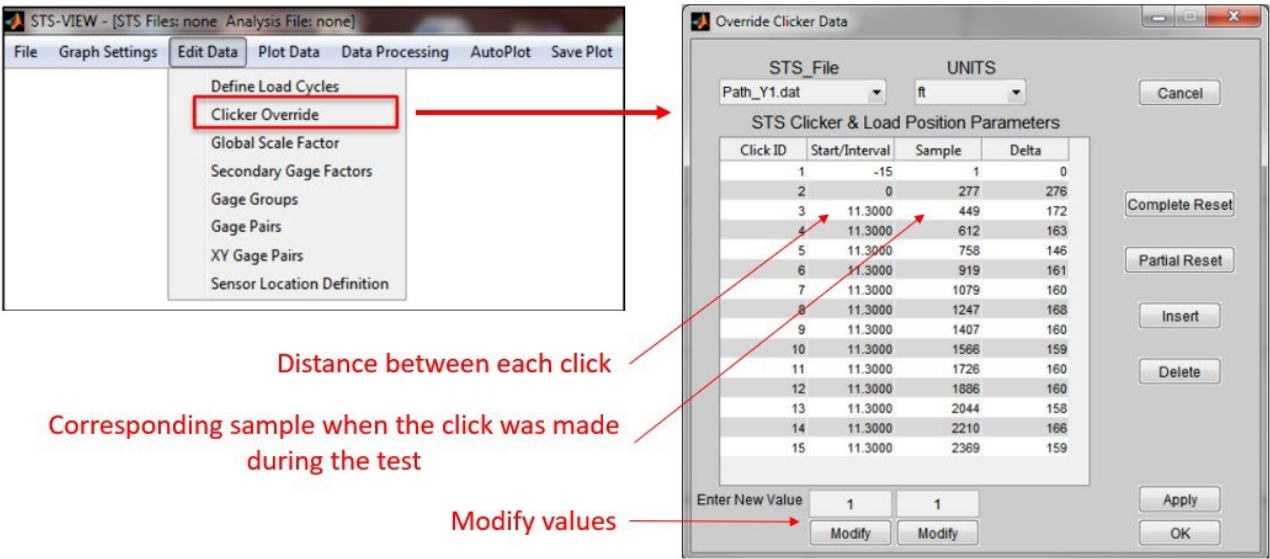 STS-VIEW - [STS Files: none Analysis File: none]
File Graph Settings Edit Data Plot Data Data Processing AutoPlot Save Plot
Define Load Cycles
Clicker Override
Global Scale Factor
Secondary Gage Factors
Gage Groups
Gage Pairs
XY Gage Pairs
Sensor Location Definition
Distance between each click
Corresponding sample when the click was made
during the test
Modify values
Override Clicker Data
STS_File UNITS
Path_Y1.dat ft Cancel
STS Clicker & Load Position Parameters
Click ID Start/Interval Sample Delta
1 -15 1 0
2 0 277 276
3 11.3000 449 172
4 11.3000 612 163
5 11.3000 758 146
6 11.3000 919 161
7 11.3000 1079 160
8 11.3000 1247 168
9 11.3000 1407 160
10 11.3000 1566 159
11 11.3000 1726 160
12 11.3000 1886 160
13 11.3000 2044 158
14 11.3000 2210 166
15 11.3000 2369 159
Complete Reset
Partial Reset
Insert
Delete
Enter New Value 1 1 Apply
Modify Modify OK